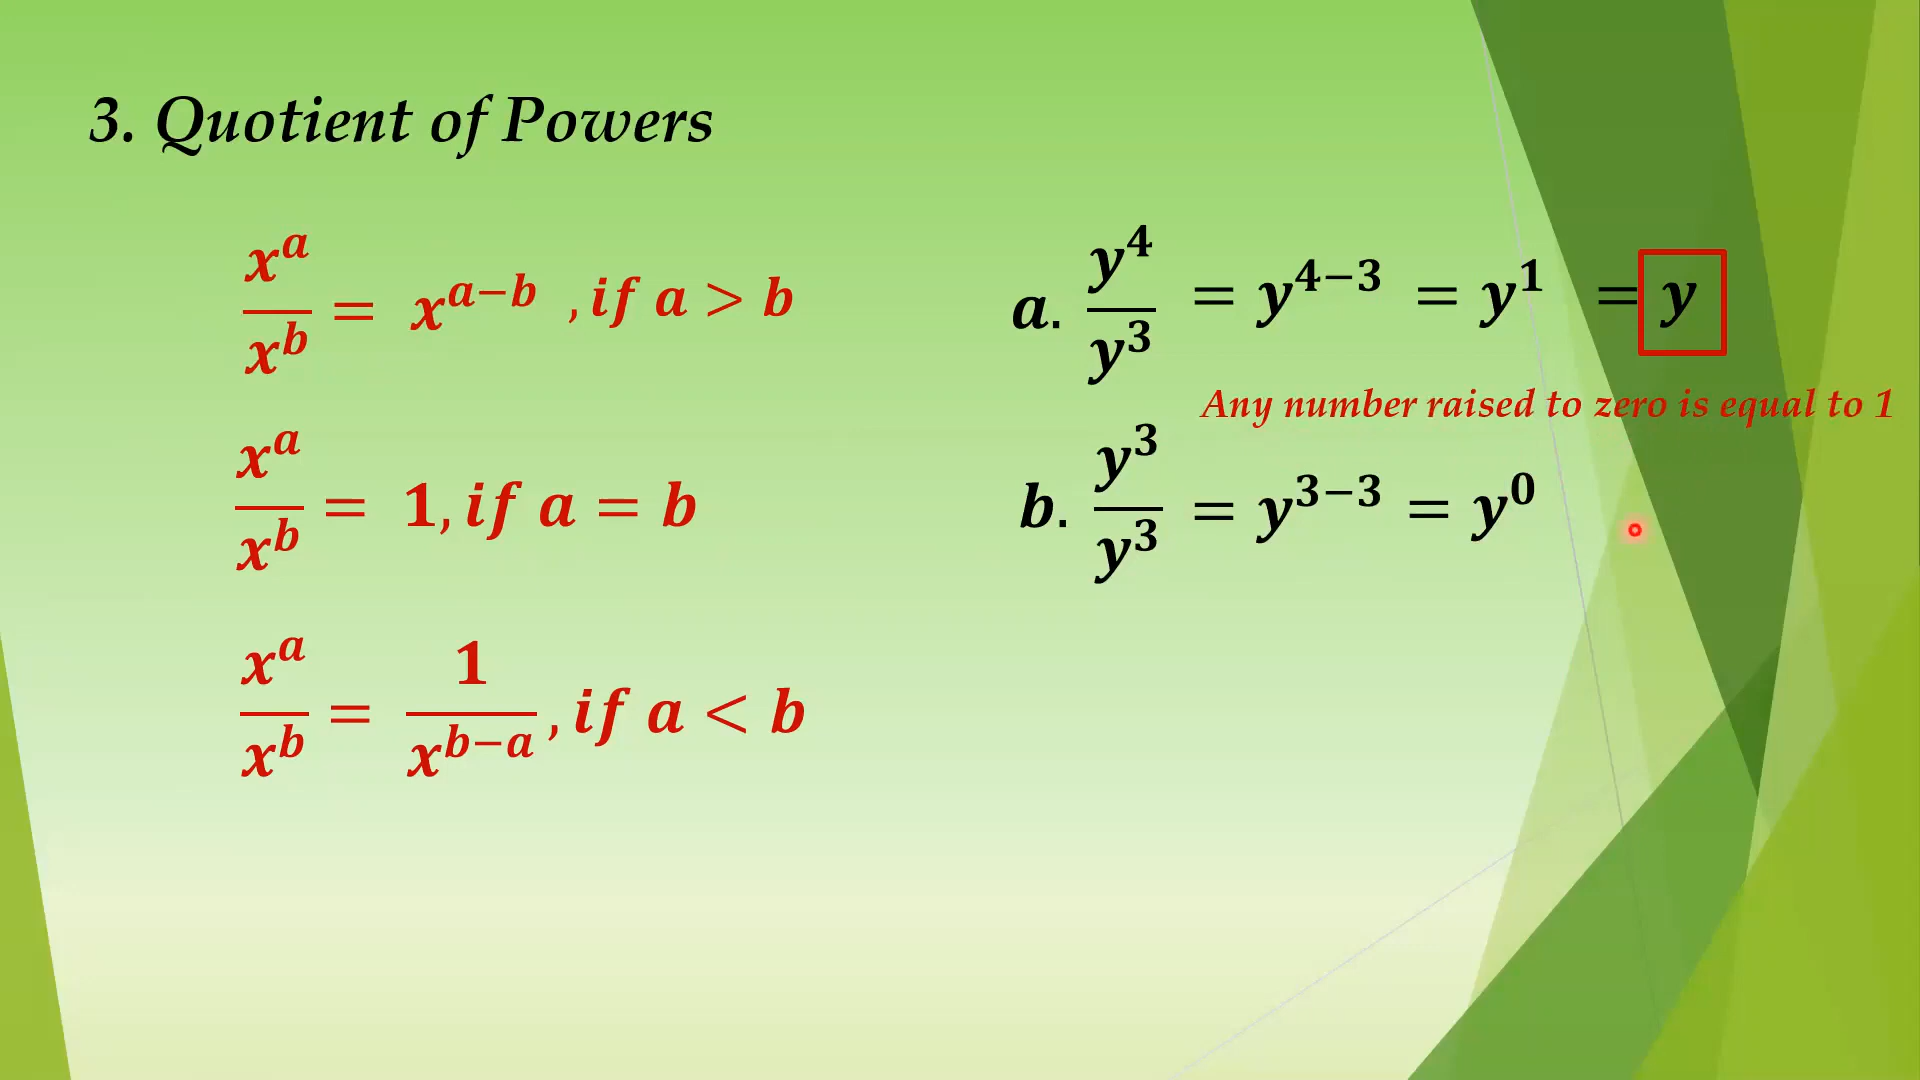 3. Quotient of Powers
x^a/x^b = x^{a−b} , if a > b
x^a/x^b = 1, if a = b
x^a/x^b = 1/x^{b−a}, if a < b
a. y^4/y^3 = y^{4−3} = y^1 = y
Any number raised to zero is equal to 1
b. y^3/y^3 = y^{3−3} = y^0